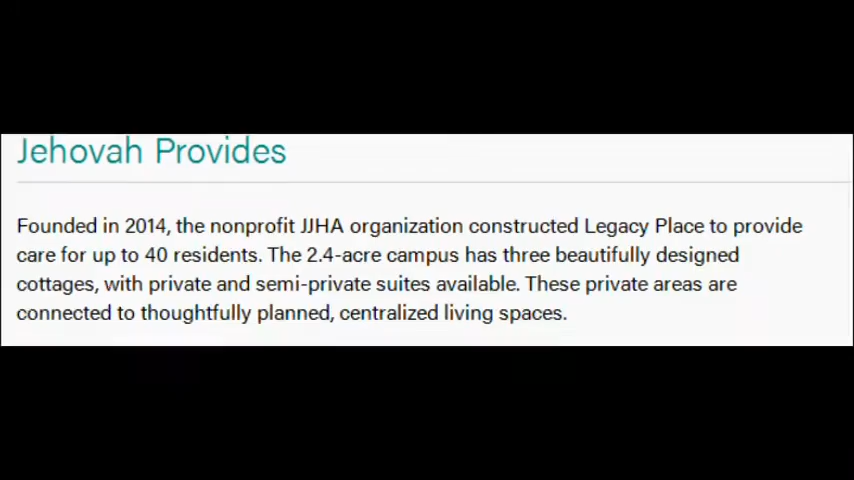 Jehovah Provides
Founded in 2014, the nonprofit JJHA organization constructed Legacy Place to provide
care for up to 40 residents. The 2.4-acre campus has three beautifully designed
cottages, with private and semi-private suites available. These private areas are
connected to thoughtfully planned, centralized living spaces.